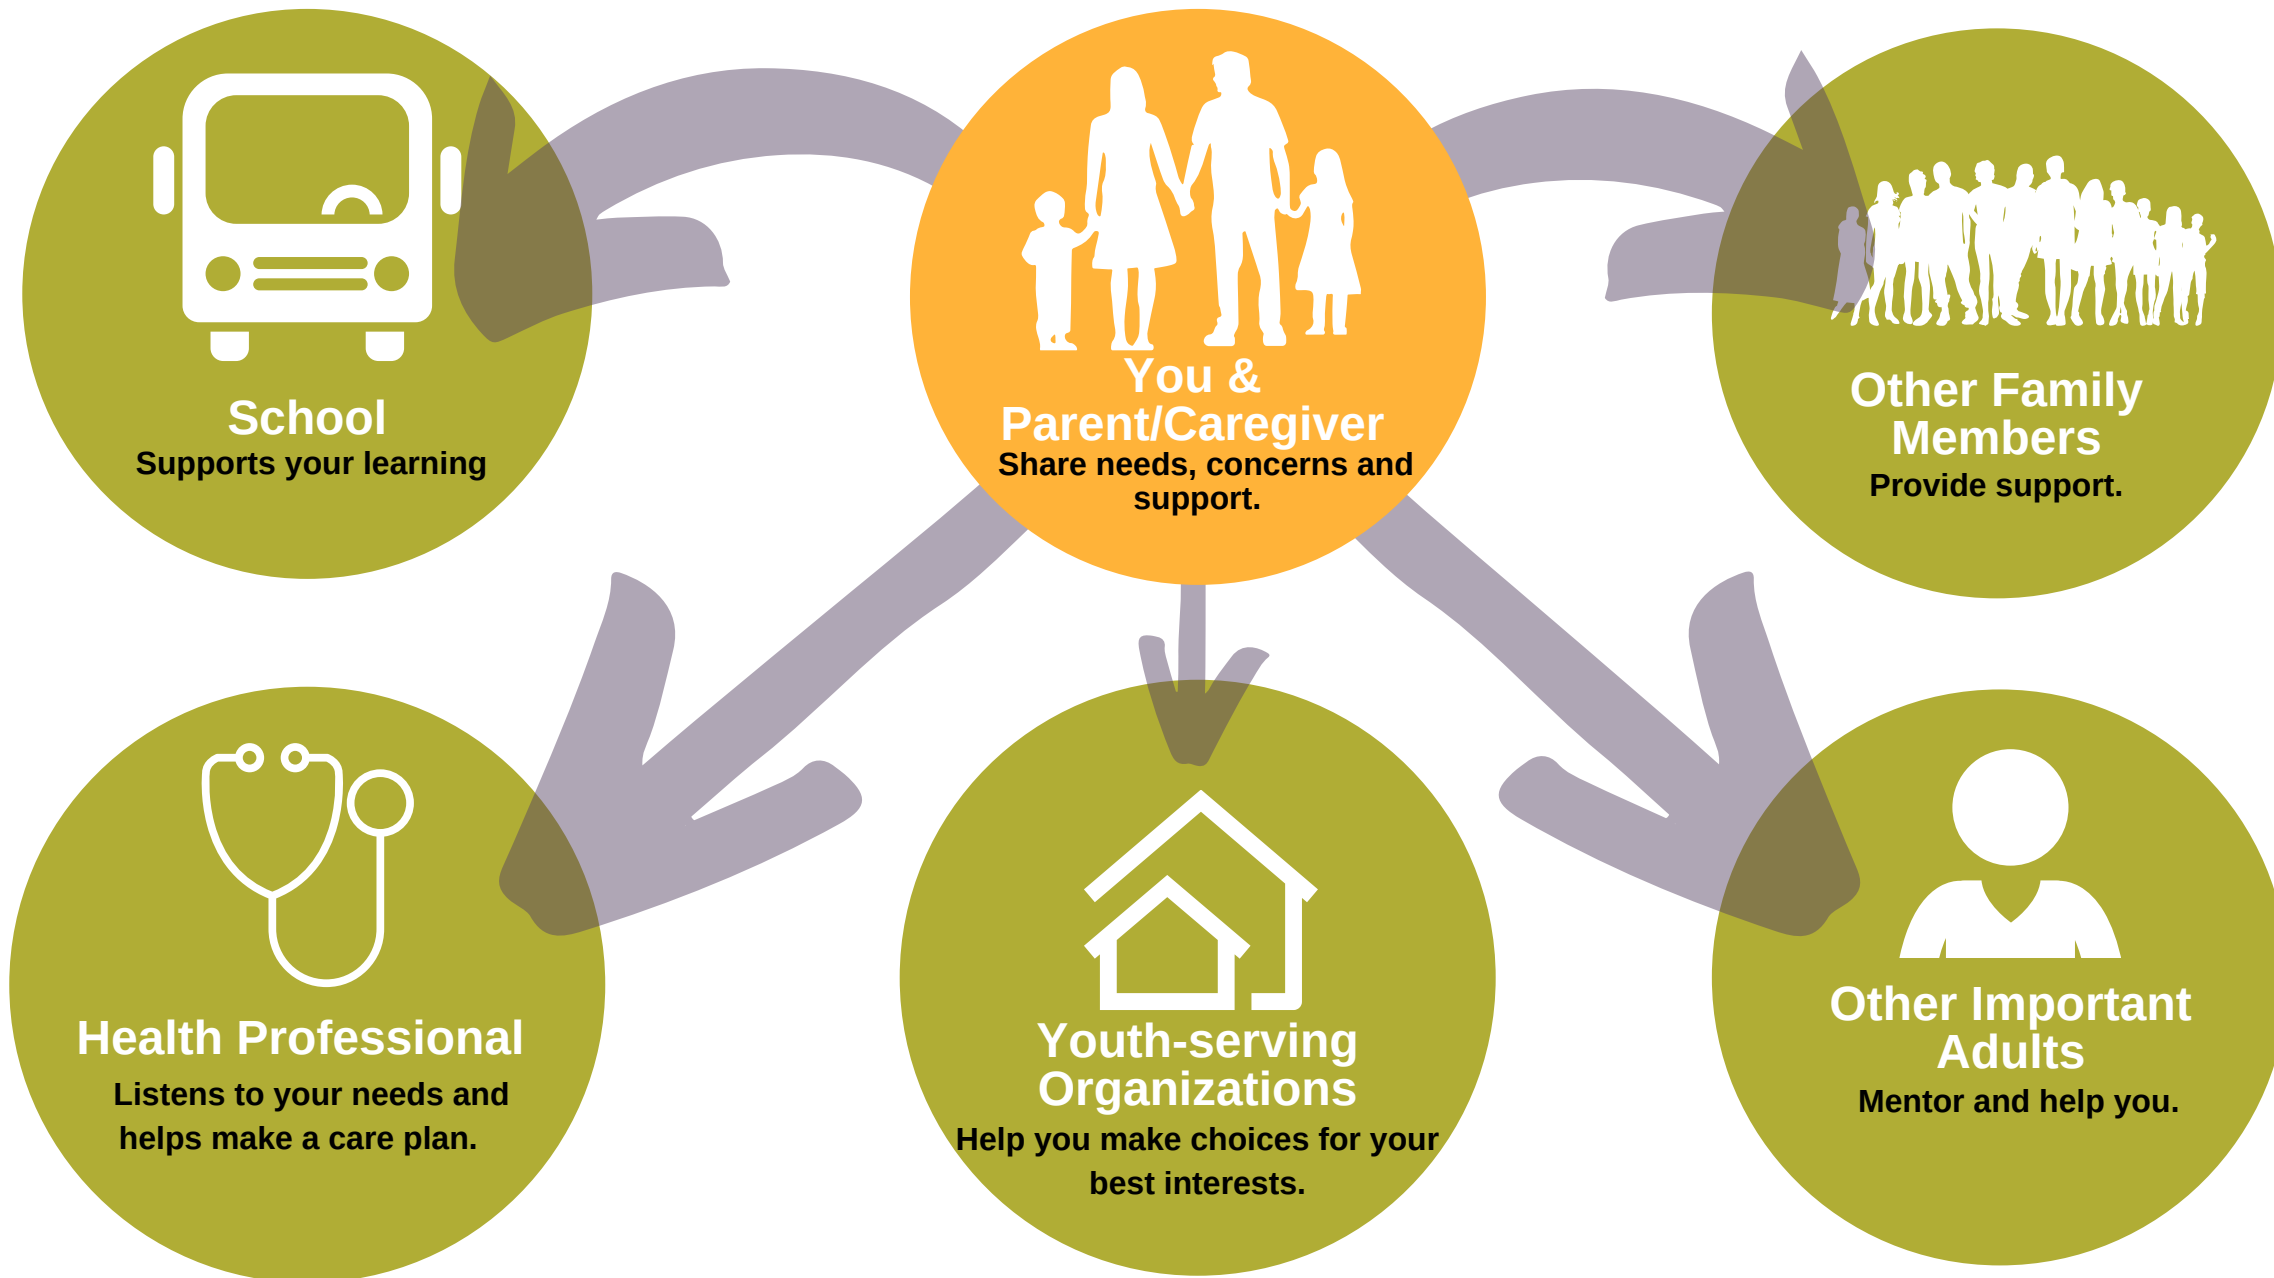 School
Supports your learning
You &
Parent/Caregiver
Share needs, concerns and
support.
Other Family
Members
Provide support.
Health Professional
Listens to your needs and
helps make a care plan.
Youth-serving
Organizations
Help you make choices for your
best interests.
Other Important
Adults
Mentor and help you.